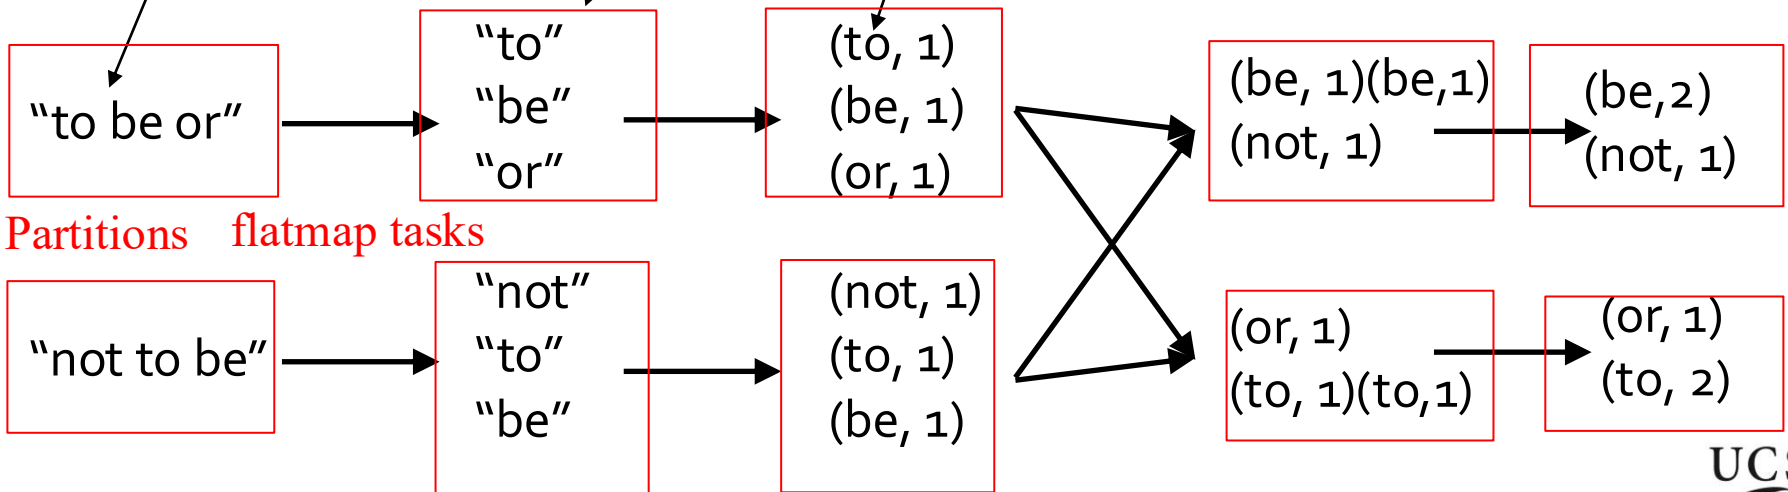 “to be or”
“to”
“be”
“or”
(to, 1)
(be, 1)
(or, 1)
(be, 1)(be,1)
(not, 1)
(be,2)
(not, 1)
Partitions flatmap tasks
“not to be”
“not”
“to”
“be”
(not, 1)
(to, 1)
(be, 1)
(or, 1)
(to, 1)(to,1)
(or, 1)
(to, 2)